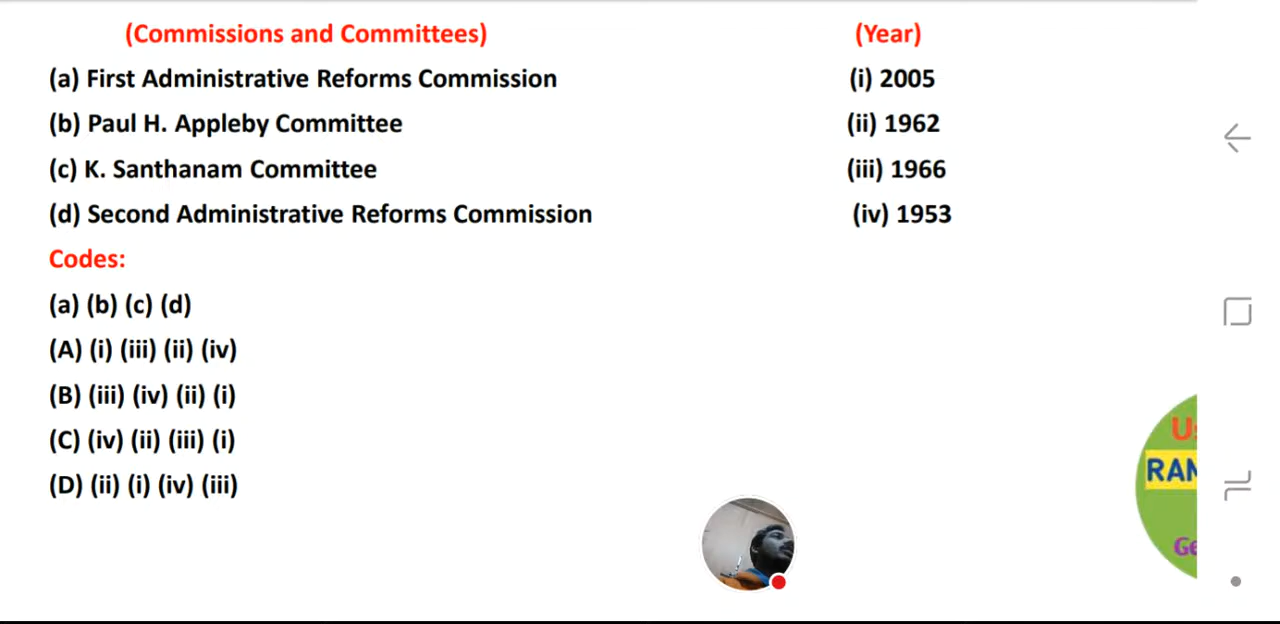 (Commissions and Committees) (Year)
(a) First Administrative Reforms Commission (i) 2005
(b) Paul H. Appleby Committee (ii) 1962
(c) K. Santhanam Committee (iii) 1966
(d) Second Administrative Reforms Commission (iv) 1953
Codes:
(a) (b) (c) (d)
(A) (i) (iii) (ii) (iv)
(B) (iii) (iv) (ii) (i)
(C) (iv) (ii) (iii) (i)
(D) (ii) (i) (iv) (iii)